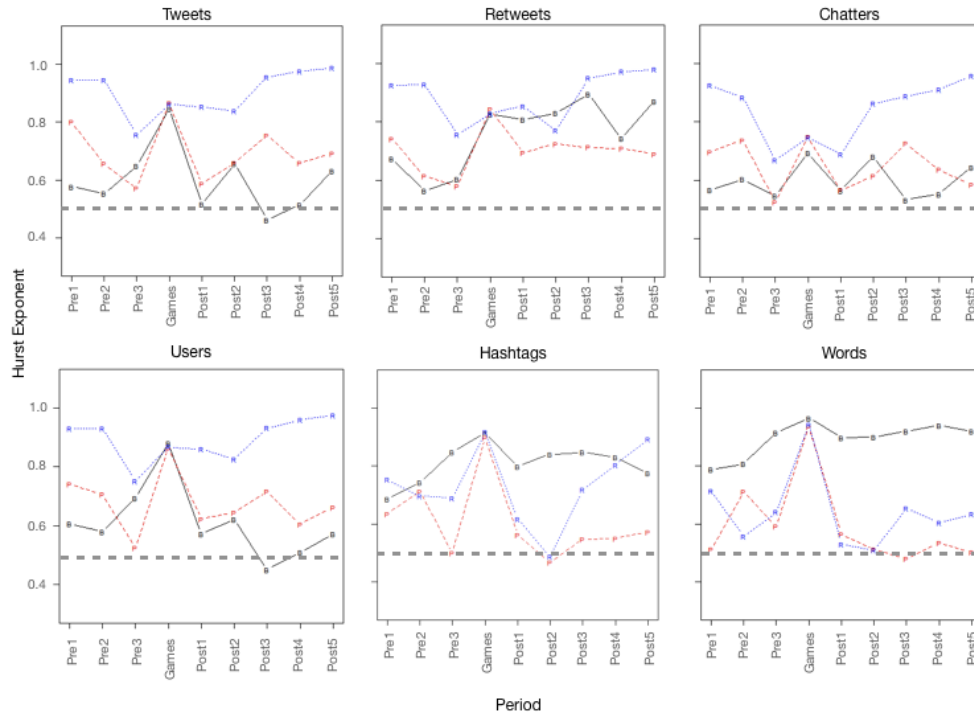 Tweets Retweets Chatters
1.0
0.8
0.6
0.4
Pre1 Pre2 Pre3 Games Post1 Post2 Post3 Post4 Post5
Pre1 Pre2 Pre3 Games Post1 Post2 Post3 Post4 Post5
Pre1 Pre2 Pre3 Games Post1 Post2 Post3 Post4 Post5
Hurst Exponent
Users Hashtags Words
1.0
0.8
0.6
0.4
Pre1 Pre2 Pre3 Games Post1 Post2 Post3 Post4 Post5
Pre1 Pre2 Pre3 Games Post1 Post2 Post3 Post4 Post5
Pre1 Pre2 Pre3 Games Post1 Post2 Post3 Post4 Post5
Period